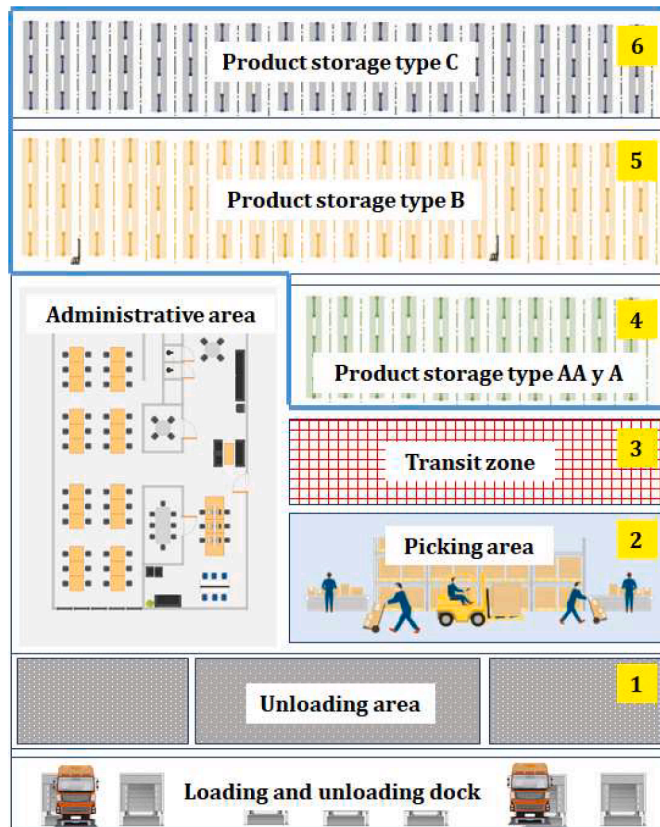 6
Product storage type C
5
Product storage type B
Administrative area
4
Product storage type AA y A
3
Transit zone
2
Picking area
1
Unloading area
Loading and unloading dock